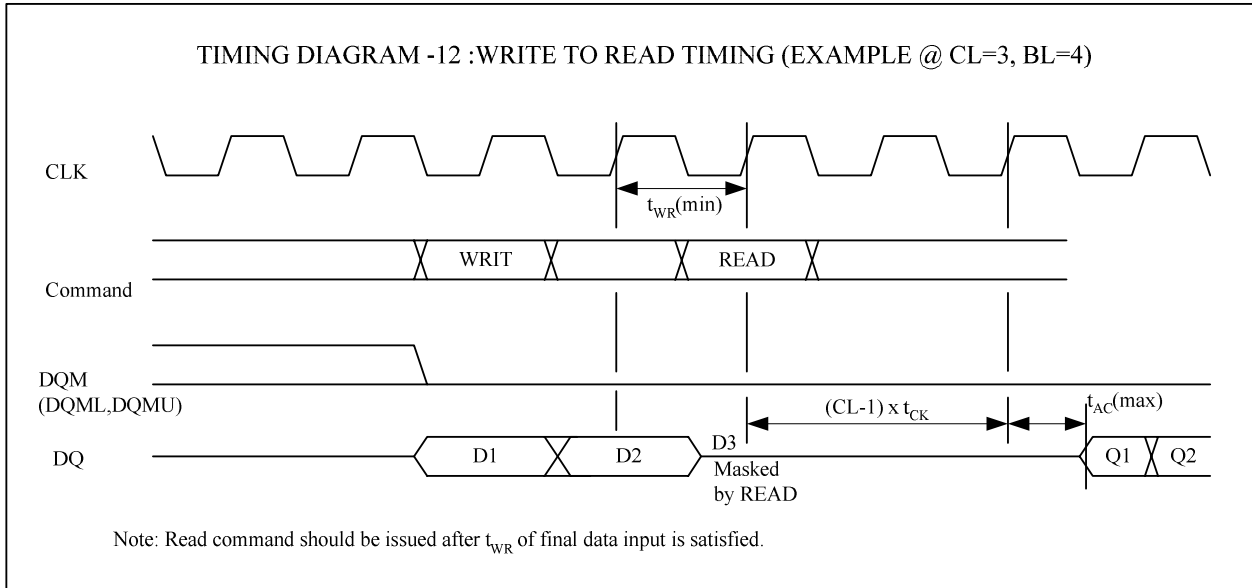 TIMING DIAGRAM -12 :WRITE TO READ TIMING (EXAMPLE @ CL=3, BL=4)
CLK
tWR(min)
WRIT
READ
Command
DQM
(DQML,DQMU)
(CL-1) x tCK
tAC(max)
DQ
D1
D2
D3
Masked
by READ
Q1
Q2
Note: Read command should be issued after tWR of final data input is satisfied.